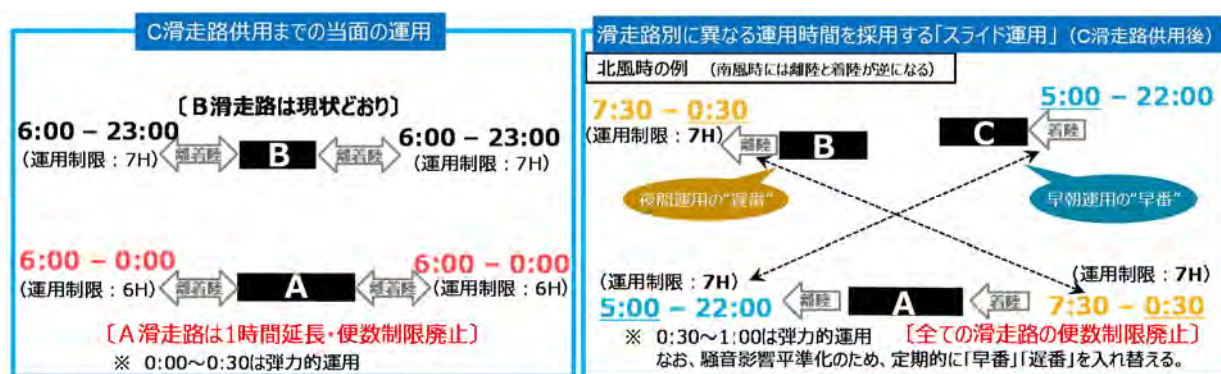 C滑走路供用までの当面の運用
〔B滑走路は現状どおり〕
6:00 – 23:00
(運用制限：7H)
離着陸
B
離着陸
6:00 – 23:00
(運用制限：7H)
6:00 – 0:00
(運用制限：6H)
離着陸
A
離着陸
6:00 – 0:00
(運用制限：6H)
〔A滑走路は1時間延長・便数制限廃止〕
※ 0:00～0:30は弾力的運用
滑走路別に異なる運用時間を採用する「スライド運用」（C滑走路供用後）
北風時の例 （南風時には離陸と着陸が逆になる）
7:30 – 0:30
(運用制限：7H)
離陸
B
C
着陸
5:00 – 22:00
夜間運用の“遅番”
早朝運用の“早番”
(運用制限：7H)
5:00 – 22:00
離陸
A
着陸
(運用制限：7H)
7:30 – 0:30
※ 0:30～1:00は弾力的運用
〔全ての滑走路の便数制限廃止〕
なお、騒音影響平準化のため、定期的に「早番」「遅番」を入れ替える。